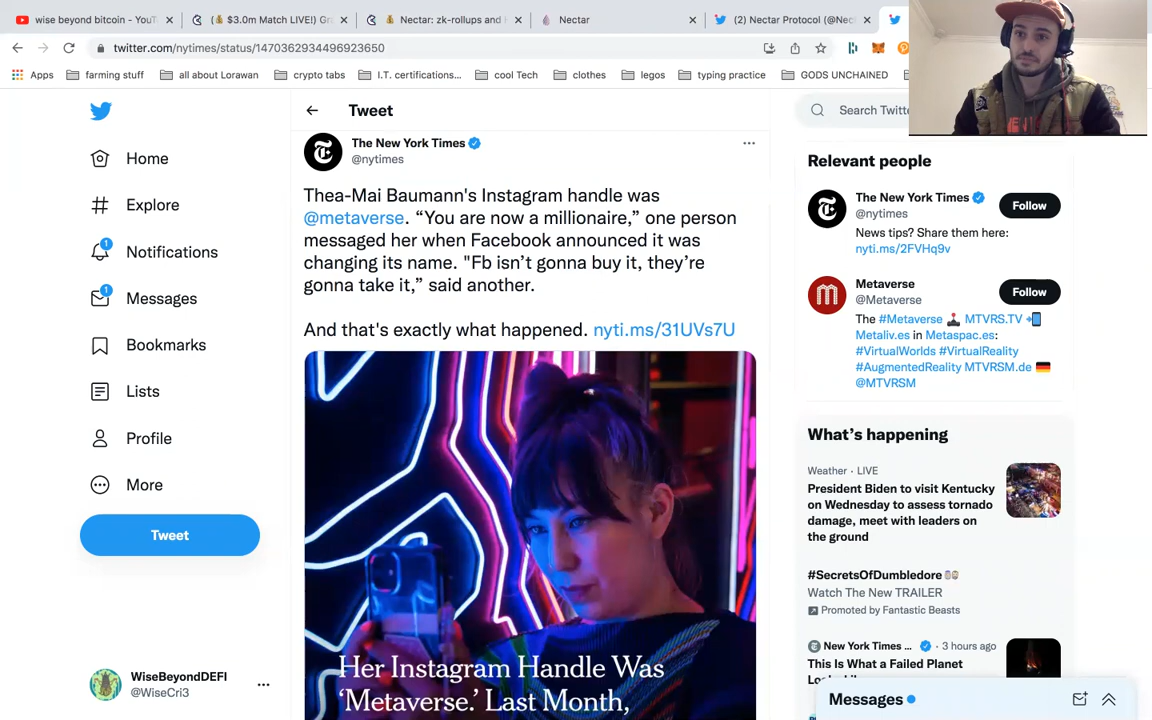 wise beyond bitcoin - YouT
(💰 $3.0m Match LIVE!) Gr
💰 Nectar: zk-rollups and
Nectar
(2) Nectar Protocol (@Nec
twitter.com/nytimes/status/1470362934496923650
Apps
farming stuff
all about Lorawan
crypto tabs
I.T. certifications...
cool Tech
clothes
legos
typing practice
GODS UNCHAINED
Home
Explore
1
Notifications
1
Messages
Bookmarks
Lists
Profile
More
Tweet
WiseBeyondDEFI
@WiseCri3
Tweet
The New York Times
@nytimes
Thea-Mai Baumann's Instagram handle was
@metaverse. “You are now a millionaire,” one person
messaged her when Facebook announced it was
changing its name. "Fb isn’t gonna buy it, they’re
gonna take it,” said another.
And that's exactly what happened. nyti.ms/31UVs7U
Her Instagram Handle Was
‘Metaverse.’ Last Month,
Search Twitte
Relevant people
The New York Times
@nytimes
Follow
News tips? Share them here:
nyti.ms/2FVHq9v
Metaverse
@Metaverse
Follow
The #Metaverse 🕹️ MTVRS.TV 📲
Metaliv.es in Metaspac.es:
#VirtualWorlds #VirtualReality
#AugmentedReality MTVRSM.de 🇩🇪
@MTVRSM
What’s happening
Weather · LIVE
President Biden to visit Kentucky
on Wednesday to assess tornado
damage, meet with leaders on
the ground
#SecretsOfDumbledore
Watch The New TRAILER
Promoted by Fantastic Beasts
New York Times ... · 3 hours ago
This Is What a Failed Planet
Messages